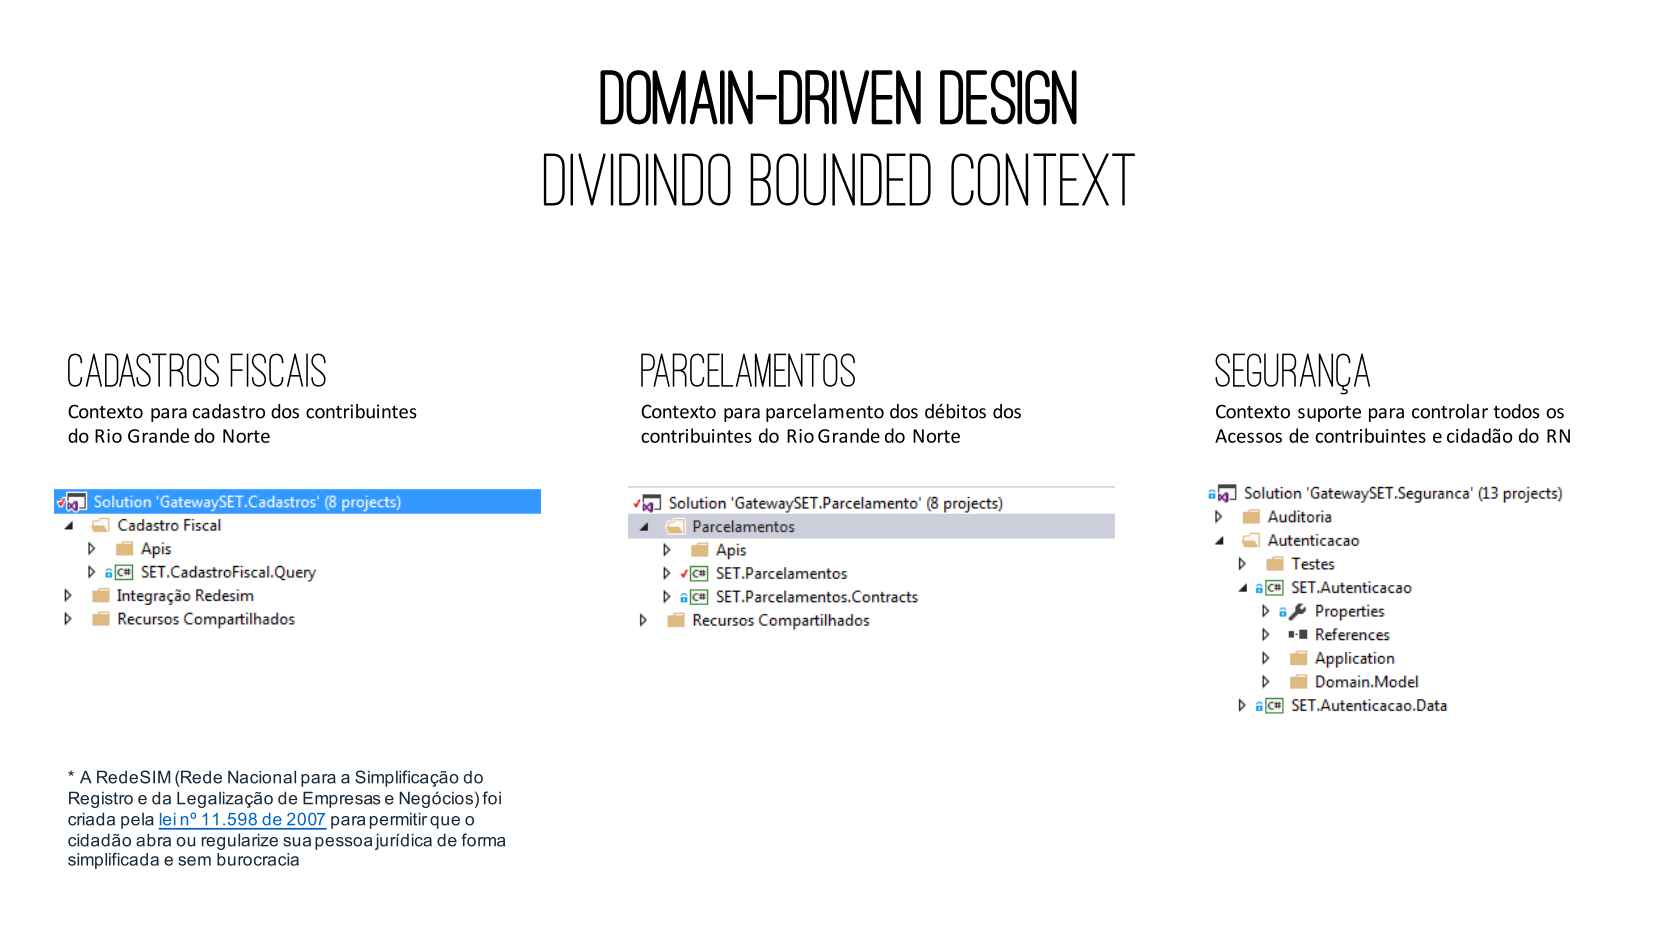 DOMAIN-DRIVEN DESIGN
DIVIDINDO BOUNDED CONTEXT
CADASTROS FISCAIS
Contexto para cadastro dos contribuintes
do Rio Grande do Norte
Solution 'GatewaySET.Cadastros' (8 projects)
Cadastro Fiscal
Apis
C# SET.CadastroFiscal.Query
Integração Redesim
Recursos Compartilhados
* A RedeSIM (Rede Nacional para a Simplificação do
Registro e da Legalização de Empresas e Negócios) foi
criada pela lei nº 11.598 de 2007 para permitir que o
cidadão abra ou regularize sua pessoa jurídica de forma
simplificada e sem burocracia
PARCELAMENTOS
Contexto para parcelamento dos débitos dos
contribuintes do Rio Grande do Norte
Solution 'GatewaySET.Parcelamento' (8 projects)
Parcelamentos
Apis
C# SET.Parcelamentos
C# SET.Parcelamentos.Contracts
Recursos Compartilhados
SEGURANÇA
Contexto suporte para controlar todos os
Acessos de contribuintes e cidadão do RN
Solution 'GatewaySET.Seguranca' (13 projects)
Auditoria
Autenticacao
Testes
C# SET.Autenticacao
Properties
References
Application
Domain.Model
C# SET.Autenticacao.Data